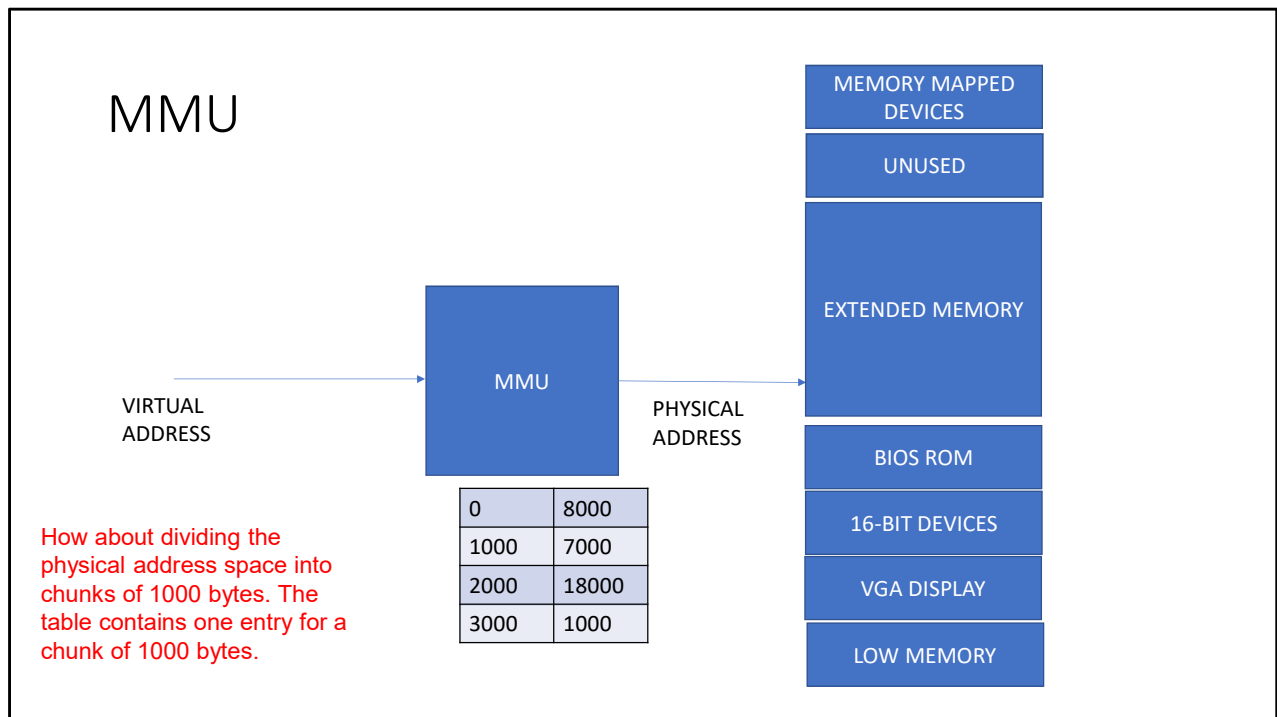 MMU
MEMORY MAPPED
DEVICES
UNUSED
EXTENDED MEMORY
MMU
VIRTUAL
ADDRESS
PHYSICAL
ADDRESS
BIOS ROM
16-BIT DEVICES
VGA DISPLAY
LOW MEMORY
0 8000
1000 7000
2000 18000
3000 1000
How about dividing the
physical address space into
chunks of 1000 bytes. The
table contains one entry for a
chunk of 1000 bytes.